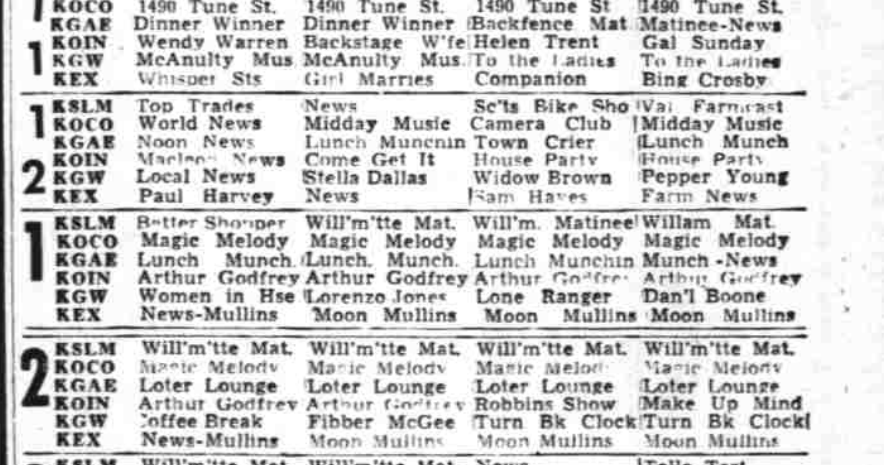 KOCO 1490 Tune St. 1490 Tune St. 1490 Tune St 1490 Tune St.
KGAE Dinner Winner Dinner Winner Backfence Mat Matinee-News
1 KOIN Wendy Warren Backstage W'fe Helen Trent Gal Sunday
KGW McAnulty Mus McAnulty Mus. To the Ladies To the Ladies
KEX Whisper Sts Girl Marries Companion Bing Crosby
12 KSLM Top Trades News Sc'ts Bike Sho Val. Farmcast
KOCO World News Midday Music Camera Club Midday Music
KGAE Noon News Lunch Munchin Town Crier Lunch Munch
KOIN News Come Get It House Party House Party
KGW Local News Stella Dallas Widow Brown Pepper Young
KEX Paul Harvey News Sam Hayes Farm News
1 KSLM Better Shopper Will'm'tte Mat. Will'm. Matinee Willam Mat.
KOCO Magic Melody Magic Melody Magic Melody Magic Melody
KGAE Lunch Munch. Lunch. Munch. Lunch Munchin Munch-News
KOIN Arthur Godfrey Arthur Godfrey Arthur Godfrey Arthur Godfrey
KGW Women in Hse Lorenzo Jones Lone Ranger Dan'l Boone
KEX News-Mullins Moon Mullins Moon Mullins Moon Mullins
2 KSLM Will'm'tte Mat. Will'm'tte Mat. Will'm'tte Mat. Will'm'tte Mat.
KOCO Magic Melody Magic Melody Magic Melody Magic Melody
KGAE Loter Lounge Loter Lounge Loter Lounge Loter Lounge
KOIN Arthur Godfrey Arthur Godfrey Robbins Show Make Up Mind
KGW Coffee Break Fibber McGee Turn Bk Clock Turn Bk Clock
KEX News-Mullins Moon Mullins Moon Mullins Moon Mullins
KSLM Will'm'tte Mat. Will'm'tte Mat. News